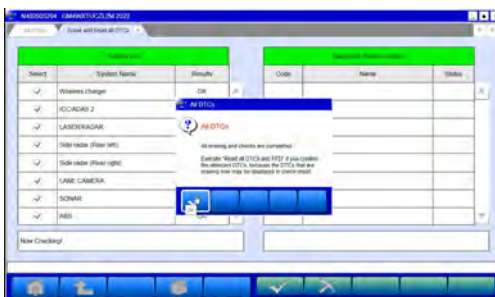 Erase and Read all DTCs
Select
System Name
Results
Code
Name
Status
Wireless charger
OK
IDC/ADAS 2
LASER/RADAR
Side radar (Rear left)
Side radar (Rear right)
LANE CAMERA
SONAR
ABS
All DTCs
All DTCs
All erasing and checks are completed.
Execute "Read all DTCs and FFD" if you confirm
the detected DTCs, because the DTCs that are
erasing now may be displayed in check result.
Now Checking!